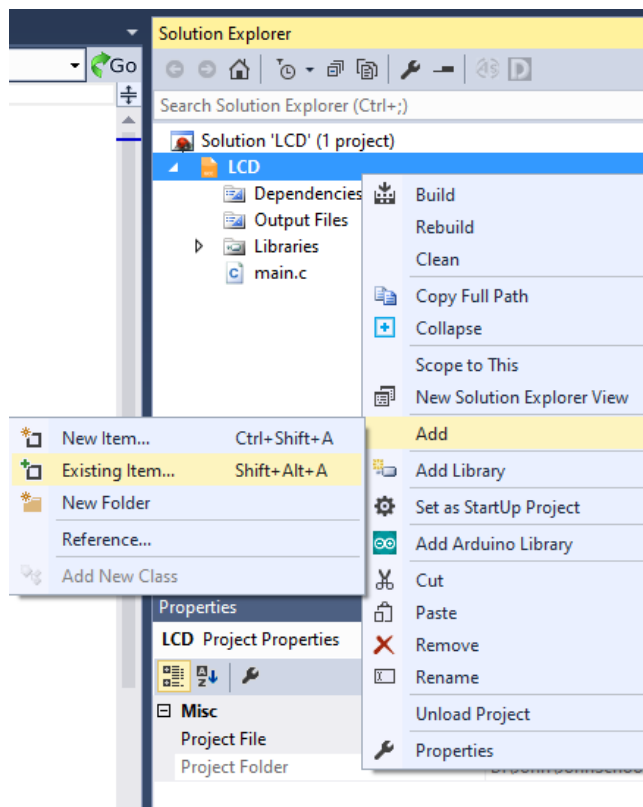 Solution Explorer
Go
Search Solution Explorer (Ctrl+;)
Solution 'LCD' (1 project)
LCD
Dependencies
Output Files
Libraries
main.c
Build
Rebuild
Clean
Copy Full Path
Collapse
Scope to This
New Solution Explorer View
Add
Add Library
Set as StartUp Project
Add Arduino Library
Cut
Paste
Remove
Rename
Unload Project
Properties
New Item... Ctrl+Shift+A
Existing Item... Shift+Alt+A
New Folder
Reference...
Add New Class
Properties
LCD Project Properties
Misc
Project File
Project Folder